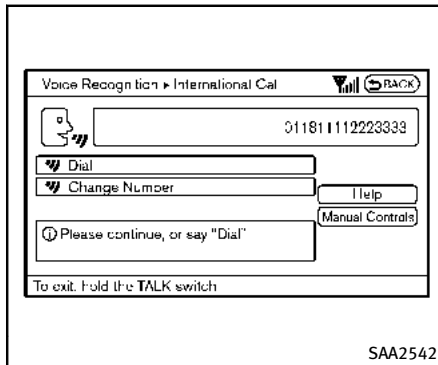 Voice Recognition ▸ International Cal
BACK
011811112223333
Dial
Change Number
Help
Manual Controls
Please continue, or say "Dial"
To exit, hold the TALK switch
SAA2542